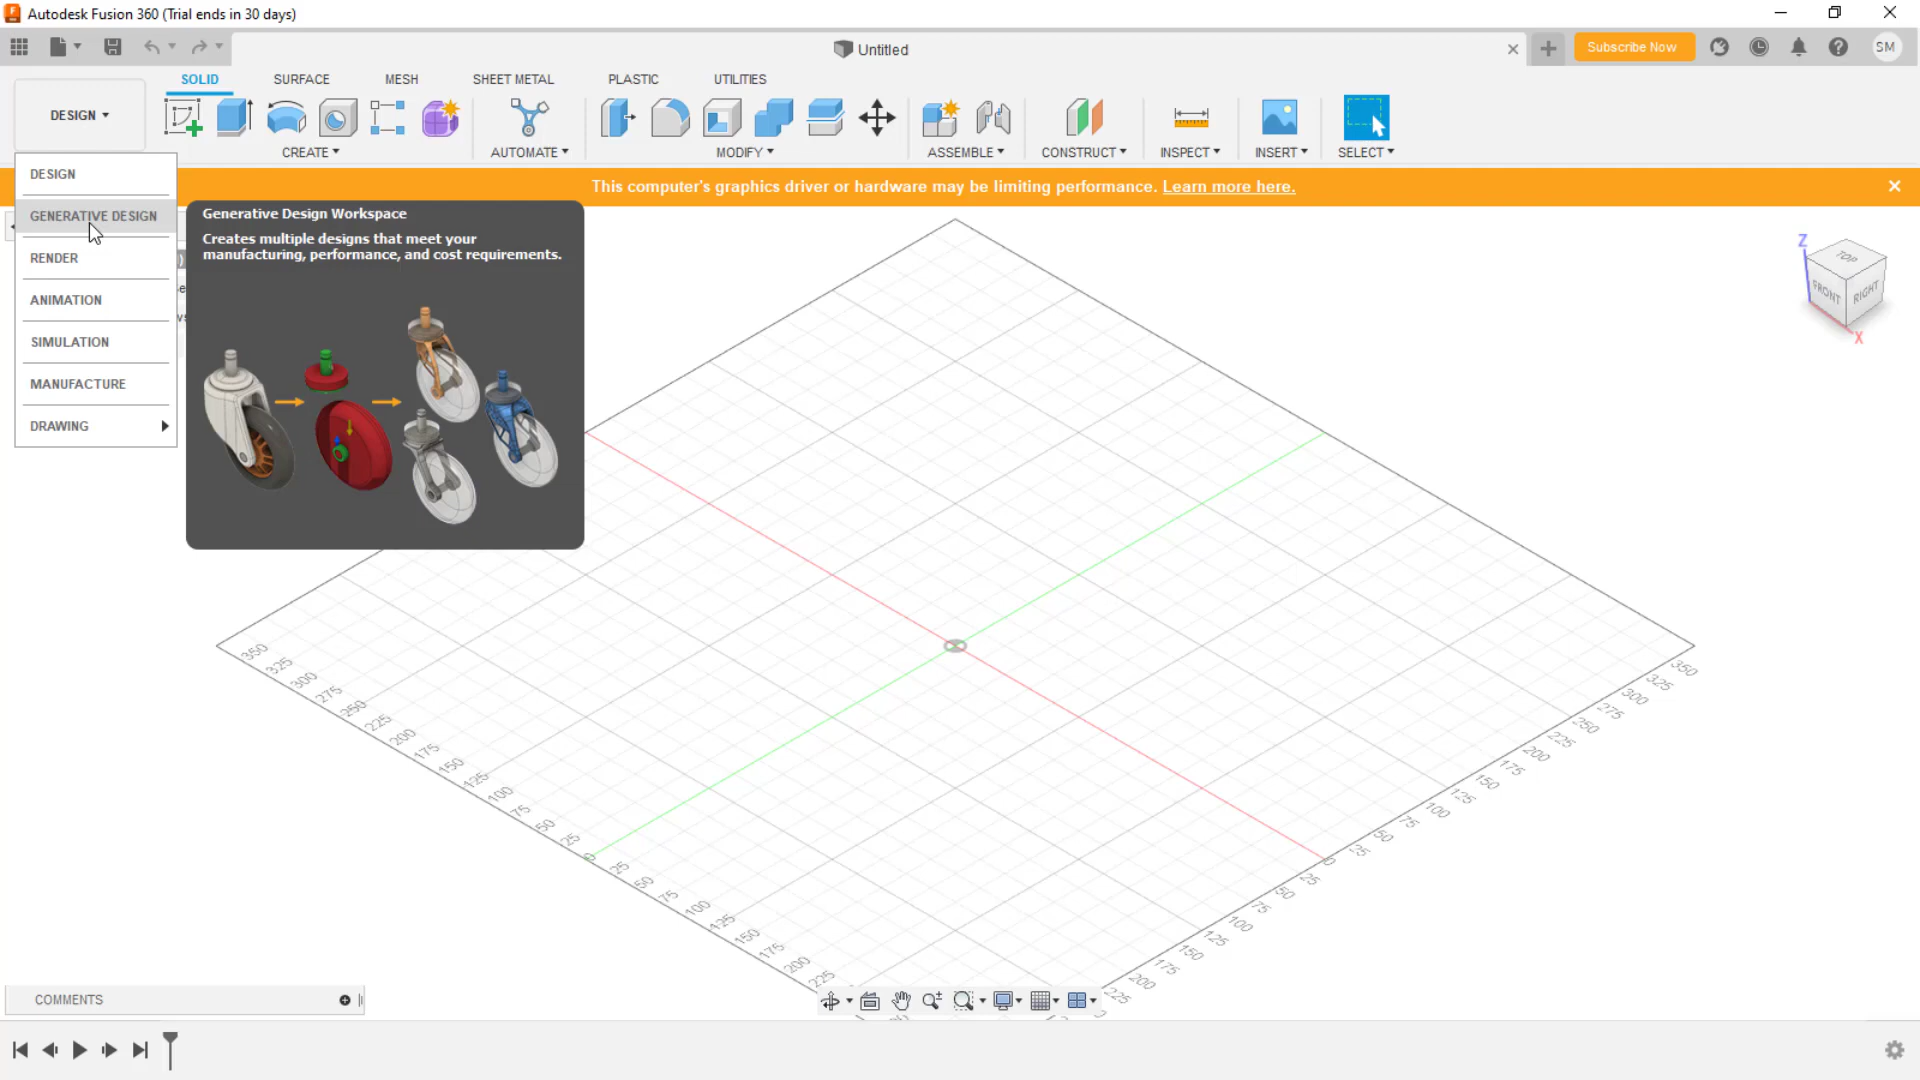 Autodesk Fusion 360 (Trial ends in 30 days)
Untitled
Subscribe Now
SM
DESIGN
SOLID
SURFACE
MESH
SHEET METAL
PLASTIC
UTILITIES
CREATE
AUTOMATE
MODIFY
ASSEMBLE
CONSTRUCT
INSPECT
INSERT
SELECT
This computer's graphics driver or hardware may be limiting performance. Learn more here.
DESIGN
GENERATIVE DESIGN
RENDER
ANIMATION
SIMULATION
MANUFACTURE
DRAWING
Generative Design Workspace
Creates multiple designs that meet your
manufacturing, performance, and cost requirements.
Z
TOP
FRONT
RIGHT
X
350
325
300
275
250
225
200
175
150
125
100
75
50
25
0
25
50
75
100
125
150
175
200
225
350
325
300
275
250
225
200
175
150
125
100
75
50
25
0
25
50
75
100
125
150
175
200
225
COMMENTS